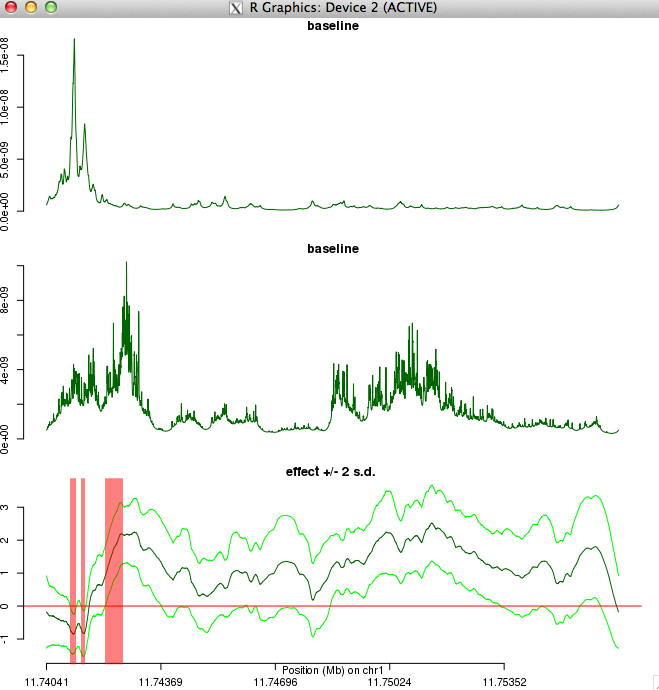 R Graphics: Device 2 (ACTIVE)
baseline
1.5e-08
1.0e-08
5.0e-09
0.0e+00
baseline
8e-09
4e-09
0e+00
effect +/- 2 s.d.
3
2
1
0
-1
Position (Mb) on chr1
11.74041 11.74369 11.74696 11.75024 11.75352